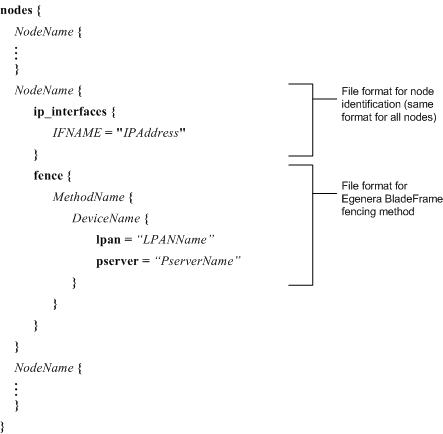 nodes {
NodeName {
⋮
}
NodeName {
ip_interfaces {
IFNAME = "IPAddress"
}
fence {
MethodName {
DeviceName {
lpan = “LPANName”
pserver = “PserverName”
}
}
}
}
NodeName {
⋮
}
}
File format for node
identification (same
format for all nodes)
File format for
Egenera BladeFrame
fencing method